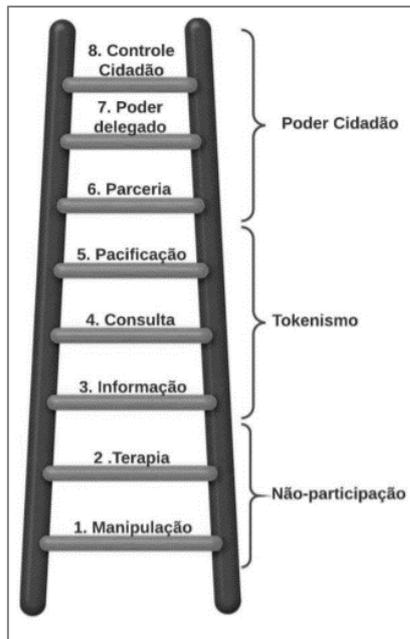 8. Controle
Cidadão
7. Poder
delegado
Poder Cidadão
6. Parceria
5. Pacificação
4. Consulta
Tokenismo
3. Informação
2 .Terapia
Não-participação
1. Manipulação